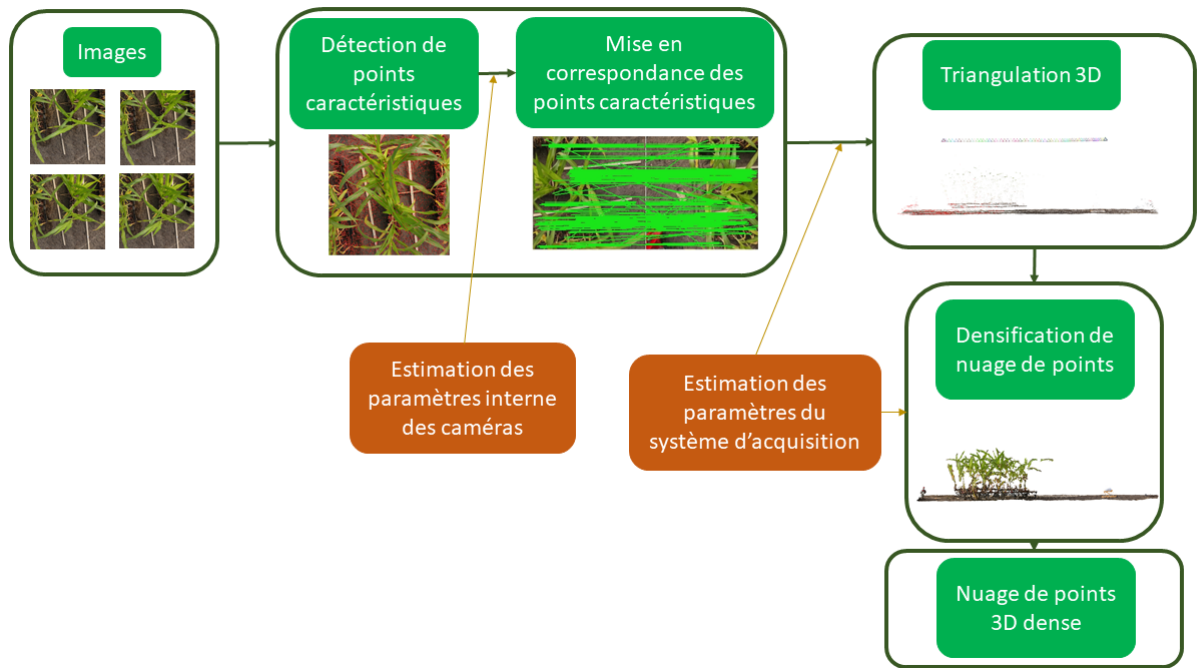 Images
Détection de
points
caractéristiques
Mise en
correspondance des
points caractéristiques
Triangulation 3D
Estimation des
paramètres interne
des caméras
Estimation des
paramètres du
système d’acquisition
Densification de
nuage de points
Nuage de points
3D dense